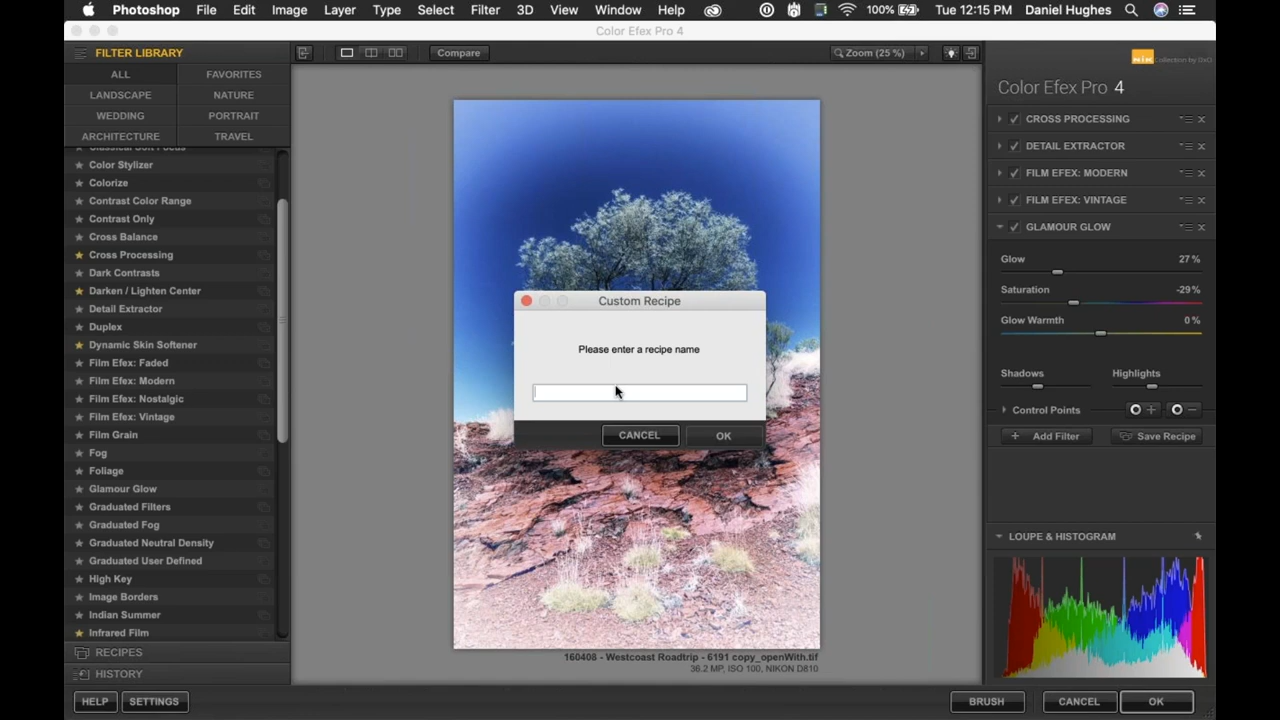 Photoshop File Edit Image Layer Type Select Filter 3D View Window Help 100% Tue 12:15 PM Daniel Hughes
Color Efex Pro 4
FILTER LIBRARY
ALL FAVORITES
LANDSCAPE NATURE
WEDDING PORTRAIT
ARCHITECTURE TRAVEL
Classical Soft Focus
Color Stylizer
Colorize
Contrast Color Range
Contrast Only
Cross Balance
Cross Processing
Dark Contrasts
Darken / Lighten Center
Detail Extractor
Duplex
Dynamic Skin Softener
Film Efex: Faded
Film Efex: Modern
Film Efex: Nostalgic
Film Efex: Vintage
Film Grain
Fog
Foliage
Glamour Glow
Graduated Filters
Graduated Fog
Graduated Neutral Density
Graduated User Defined
High Key
Image Borders
Indian Summer
Infrared Film
RECIPES
HISTORY
HELP SETTINGS
Compare
Zoom (25 %)
Custom Recipe
Please enter a recipe name
CANCEL OK
160408 - Westcoast Roadtrip - 6191 copy_openWith.tif
36.2 MP, ISO 100, NIKON D810
nik Collection by DxO
Color Efex Pro 4
CROSS PROCESSING
DETAIL EXTRACTOR
FILM EFEX: MODERN
FILM EFEX: VINTAGE
GLAMOUR GLOW
Glow 27 %
Saturation -29%
Glow Warmth 0 %
Shadows Highlights
Control Points
Add Filter Save Recipe
LOUPE & HISTOGRAM
BRUSH CANCEL OK